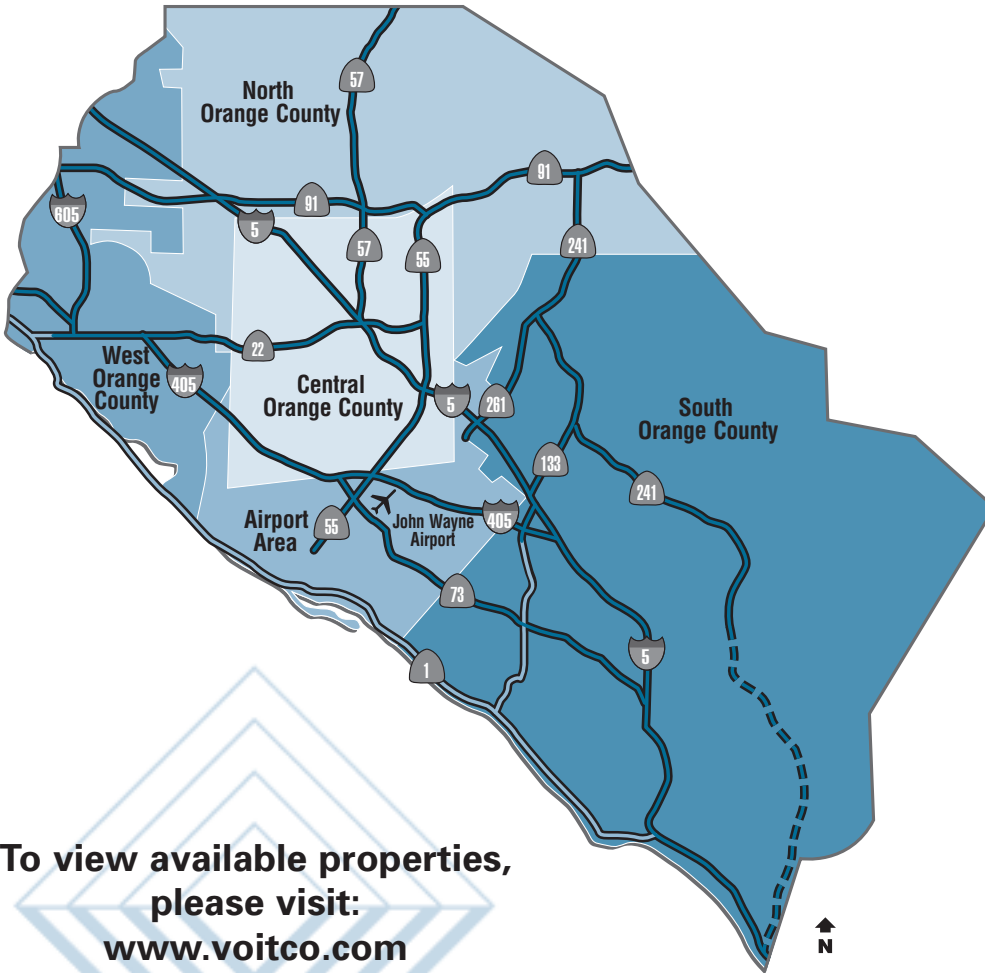 57
North
Orange County
91
91
605
5
57
55
241
22
West
Orange
County
405
Central
Orange County
5
261
South
Orange County
133
241
Airport
Area
55
John Wayne
Airport
405
73
5
1
To view available properties,
please visit:
www.voitco.com
N